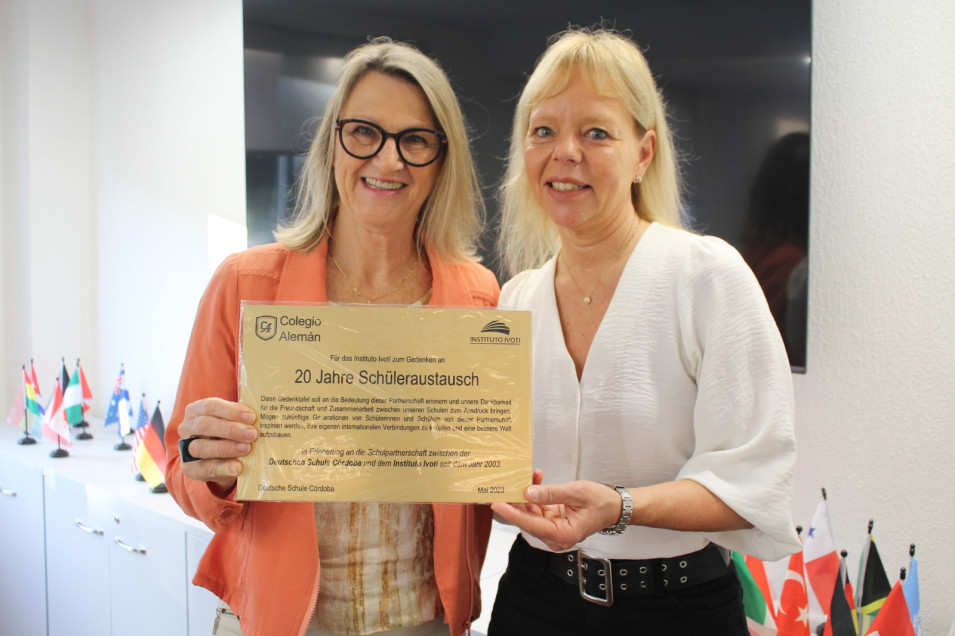 Colegio
Alemán
INSTITUTO IVOTI
Für das Instituto Ivoti zum Gedenken an
20 Jahre Schüleraustausch
Diese Gedenktafel soll an die Bedeutung dieser Partnerschaft erinnern und unsere Dankbarkeit
für die Freundschaft und Zusammenarbeit zwischen unseren Schulen zum Ausdruck bringen.
Mögen zukünftige Generationen von Schülerinnen und Schülern von dieser Partnerschaft
inspiriert werden, ihre eigenen internationalen Verbindungen zu knüpfen und eine bessere Welt
aufzubauen.
In Erinnerung an die Schulpartnerschaft zwischen der
Deutschen Schule Córdoba und dem Instituto Ivoti seit dem Jahr 2003.
Deutsche Schule Córdoba
Mai 2023